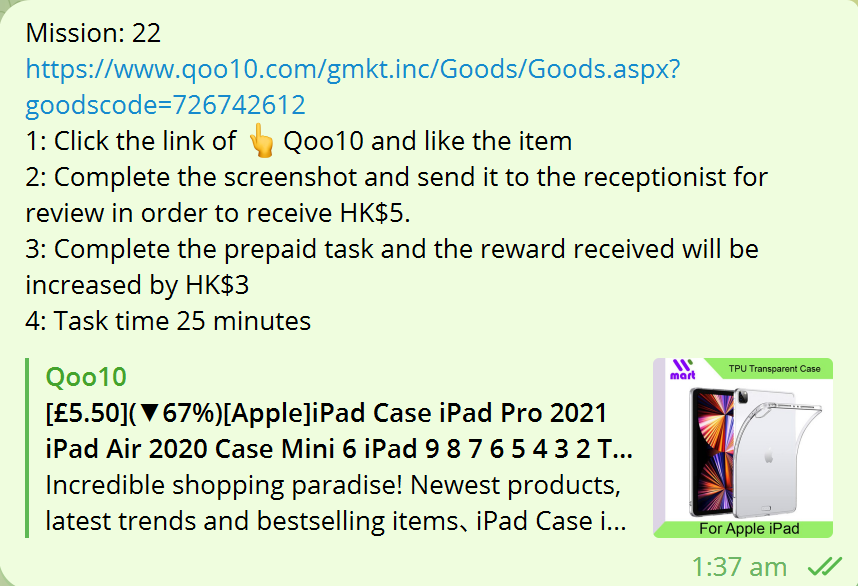 Mission: 22
https://www.qoo10.com/gmkt.inc/Goods/Goods.aspx?
goodscode=726742612
1: Click the link of 👆 Qoo10 and like the item
2: Complete the screenshot and send it to the receptionist for
review in order to receive HK$5.
3: Complete the prepaid task and the reward received will be
increased by HK$3
4: Task time 25 minutes
Qoo10
[£5.50](▼67%)[Apple]iPad Case iPad Pro 2021
iPad Air 2020 Case Mini 6 iPad 9 8 7 6 5 4 3 2 T...
Incredible shopping paradise! Newest products,
latest trends and bestselling items、iPad Case i...
W mart
TPU Transparent Case
For Apple iPad
1:37 am